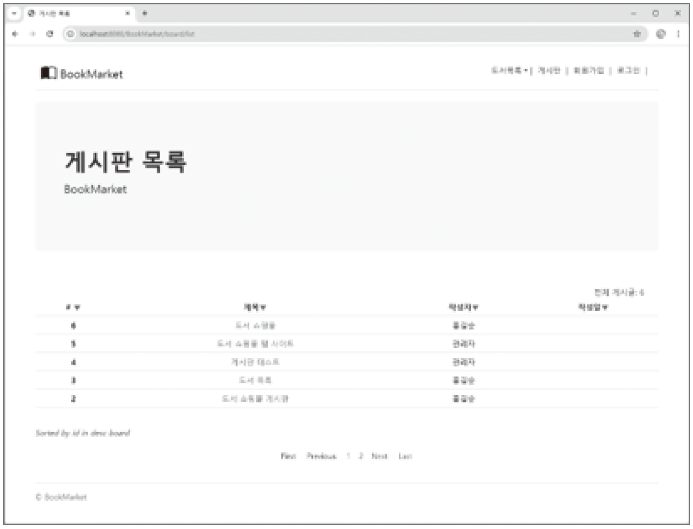 게시판 목록
localhost:8080/BookMarket/board/list
BookMarket
도서목록 ▾ | 게시판 | 회원가입 | 로그인 |
게시판 목록
BookMarket
전체 게시글: 6
# ▼ 제목▼ 작성자▼ 작성일▼
6 도서 쇼핑몰 홍길순
5 도서 쇼핑몰 웹 사이트 관리자
4 게시판 테스트 관리자
3 도서 목록 홍길순
2 도서 쇼핑몰 게시판 홍길순
Sorted by id in desc board
First Previous 1 2 Next Last
© BookMarket